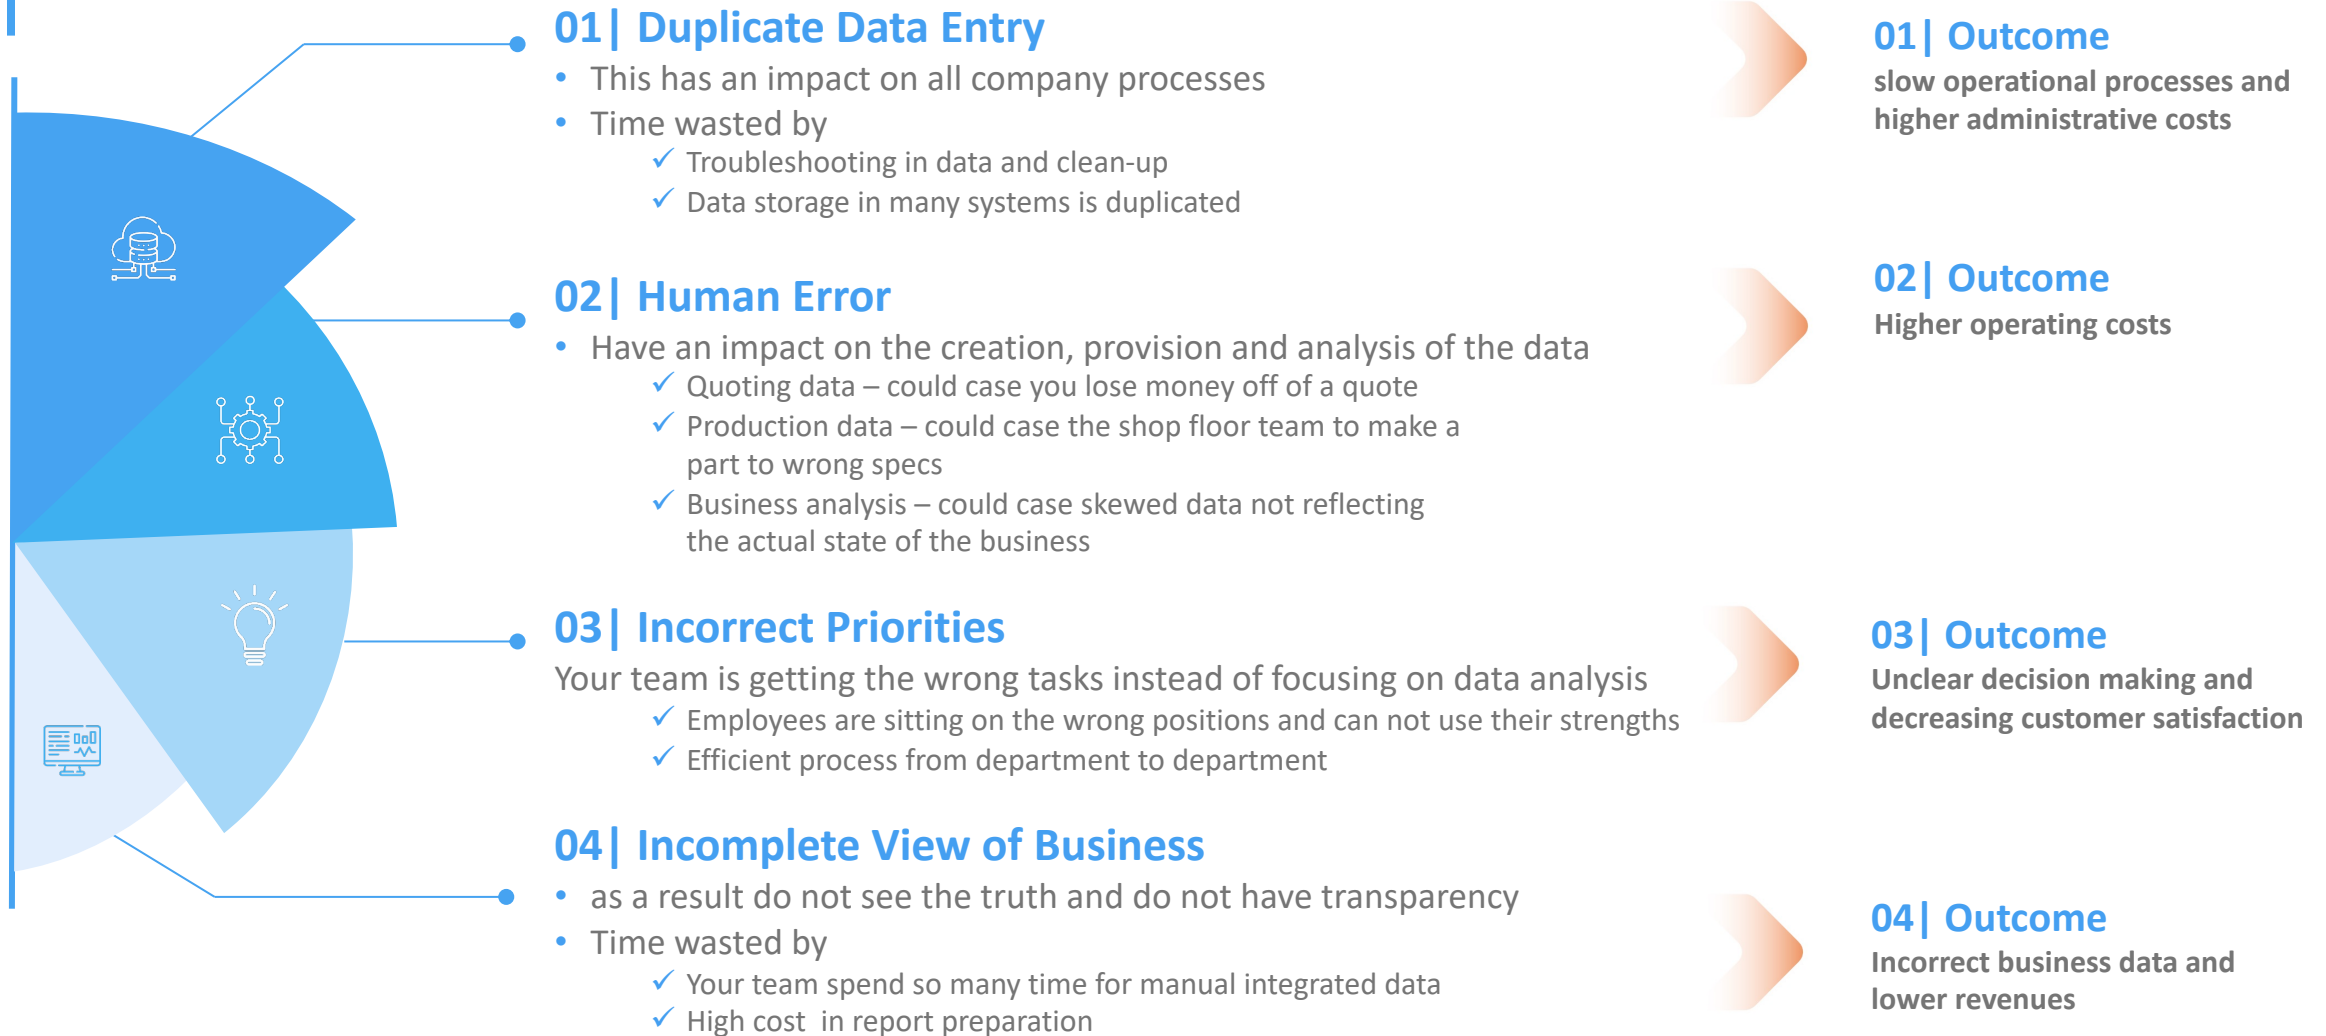 01| Duplicate Data Entry
• This has an impact on all company processes
• Time wasted by
✓ Troubleshooting in data and clean-up
✓ Data storage in many systems is duplicated
01| Outcome
slow operational processes and
higher administrative costs
02| Human Error
• Have an impact on the creation, provision and analysis of the data
✓ Quoting data – could case you lose money off of a quote
✓ Production data – could case the shop floor team to make a
part to wrong specs
✓ Business analysis – could case skewed data not reflecting
the actual state of the business
02| Outcome
Higher operating costs
03| Incorrect Priorities
Your team is getting the wrong tasks instead of focusing on data analysis
✓ Employees are sitting on the wrong positions and can not use their strengths
✓ Efficient process from department to department
03| Outcome
Unclear decision making and
decreasing customer satisfaction
04| Incomplete View of Business
• as a result do not see the truth and do not have transparency
• Time wasted by
✓ Your team spend so many time for manual integrated data
✓ High cost in report preparation
04| Outcome
Incorrect business data and
lower revenues